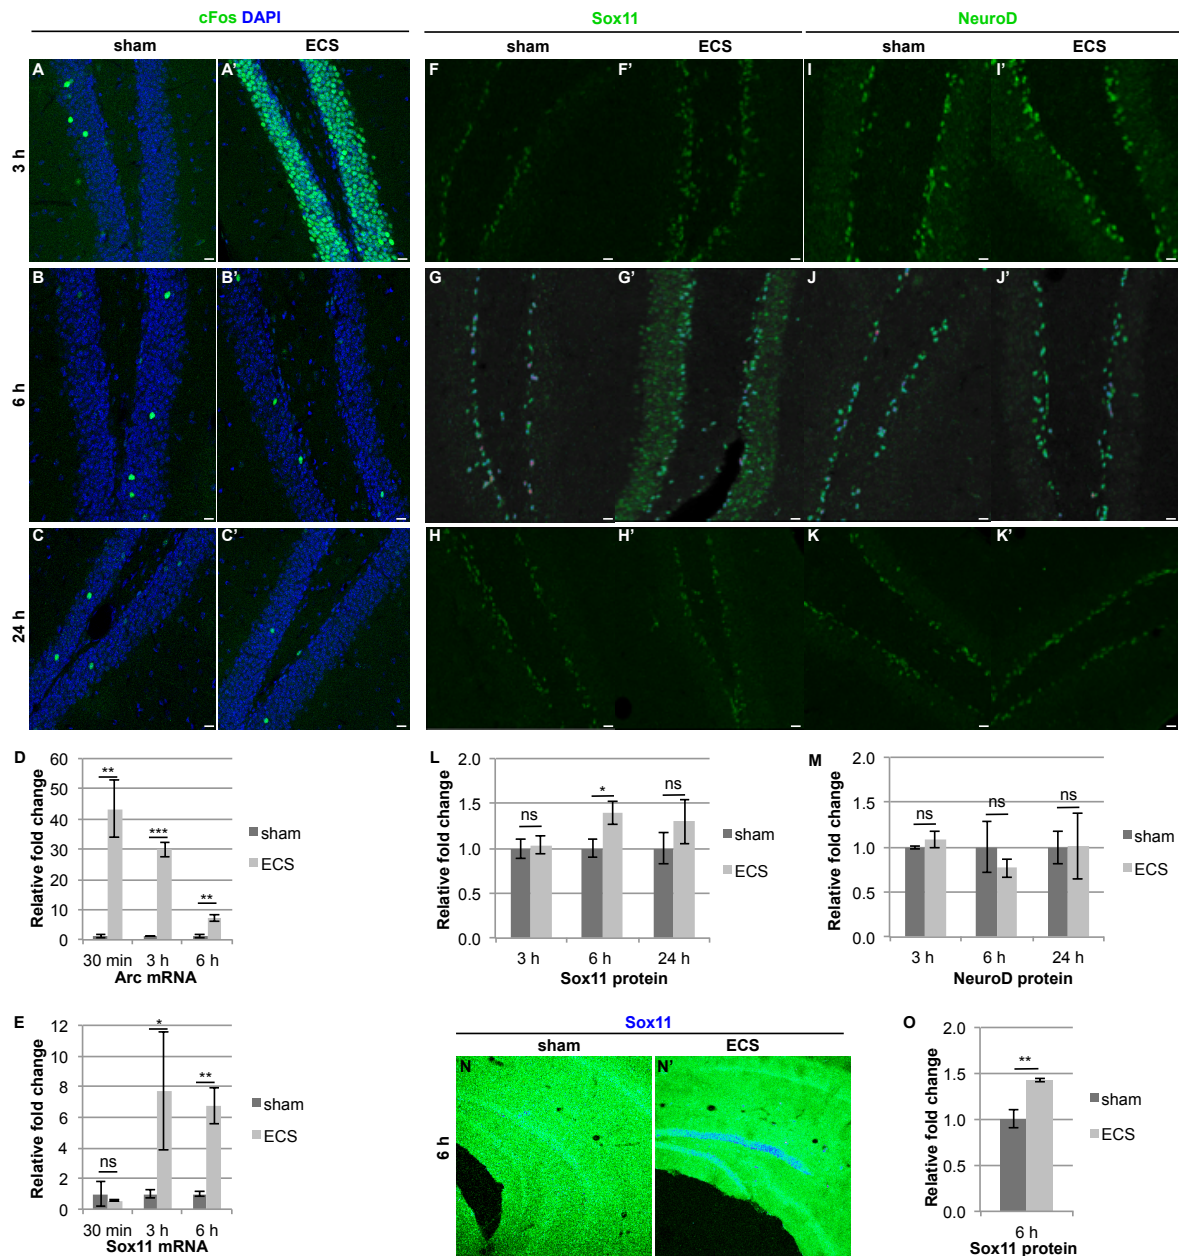 cFos DAPI
Sox11
NeuroD
sham ECS
sham ECS
sham ECS
3 h
A A'
F F'
I I'
6 h
B B'
G G'
J J'
24 h
C C'
H H'
K K'
D
Relative fold change
60
50
40
30
20
10
0
** *** **
sham
ECS
30 min 3 h 6 h
Arc mRNA
L
Relative fold change
2.0
1.5
1.0
0.5
0.0
ns * ns
sham
ECS
3 h 6 h 24 h
Sox11 protein
M
Relative fold change
2.0
1.5
1.0
0.5
0.0
ns ns ns
sham
ECS
3 h 6 h 24 h
NeuroD protein
E
Relative fold change
12
10
8
6
4
2
0
ns * **
sham
ECS
30 min 3 h 6 h
Sox11 mRNA
Sox11
sham ECS
6 h
N N'
O
Relative fold change
2.0
1.5
1.0
0.5
0.0
**
sham
ECS
6 h
Sox11 protein